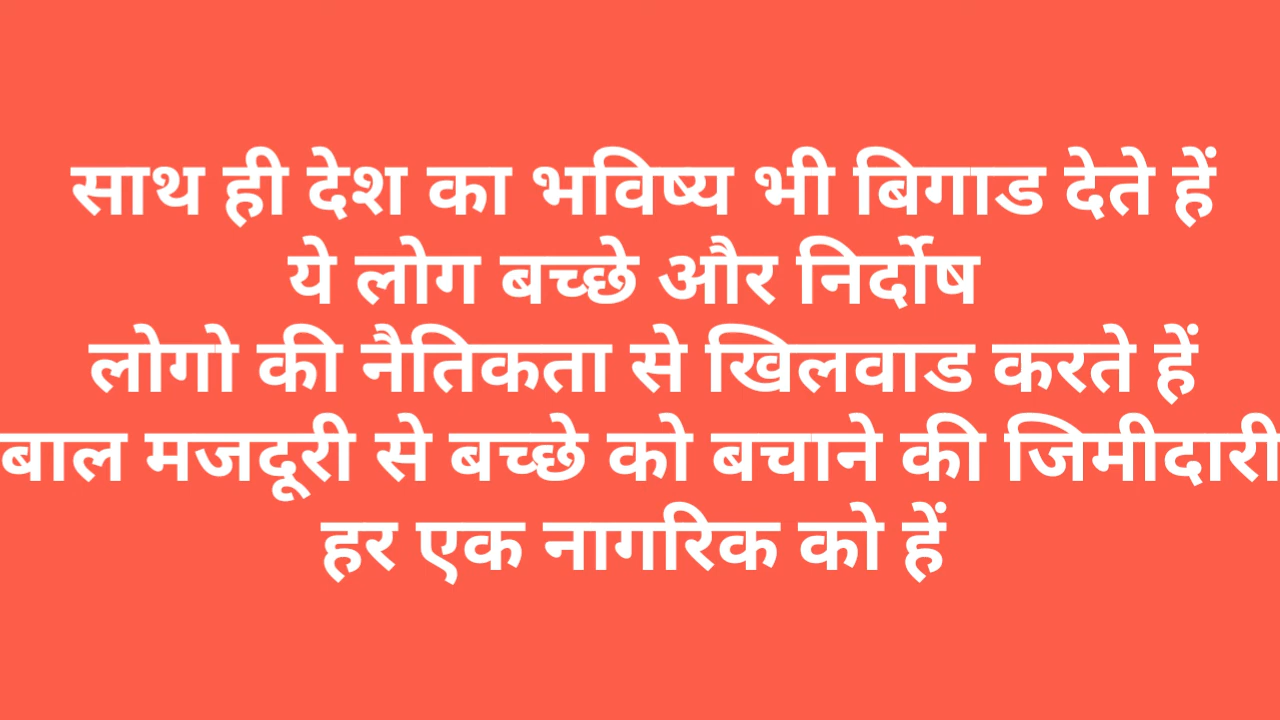 साथ ही देश का भविष्य भी बिगाड देते हें
ये लोग बच्छे और निर्दोष
लोगो की नैतिकता से खिलवाड करते हें
बाल मजदूरी से बच्छे को बचाने की जिमीदारी
हर एक नागरिक को हें